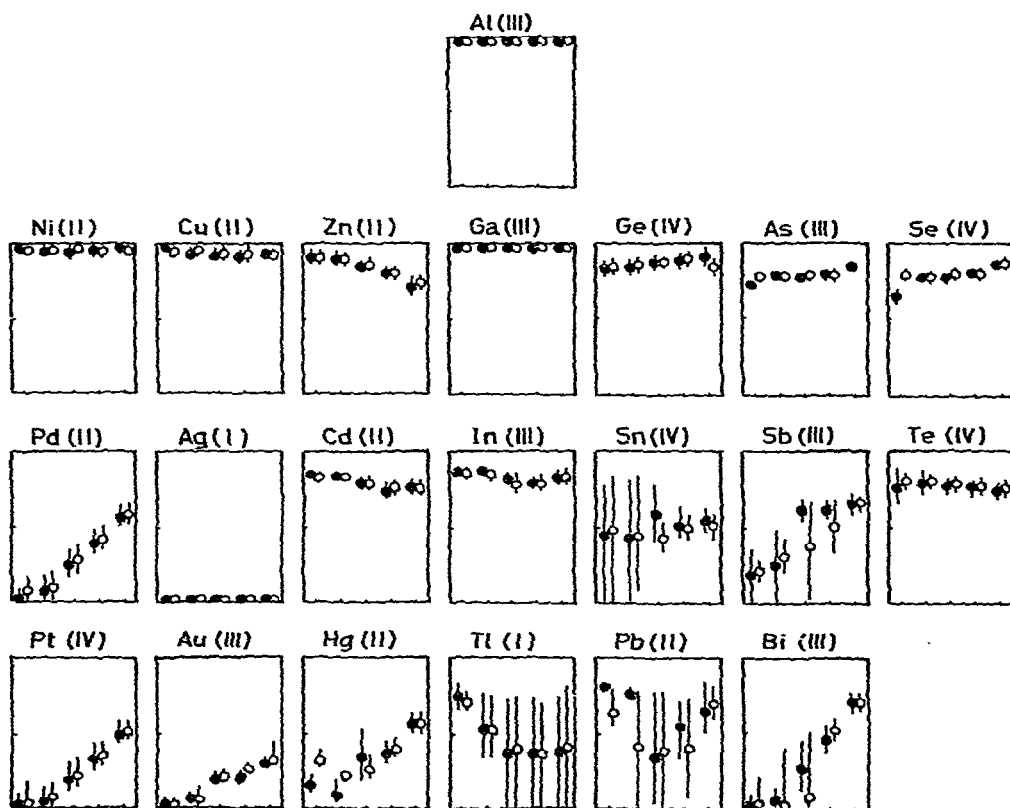 Al (III)
Ni (II) Cu (II) Zn (II) Ga (III) Ge (IV) As (III) Se (IV)
Pd (II) Ag (I) Cd (II) In (III) Sn (IV) Sb (III) Te (IV)
Pt (IV) Au (III) Hg (II) Tl (I) Pb (II) Bi (III)